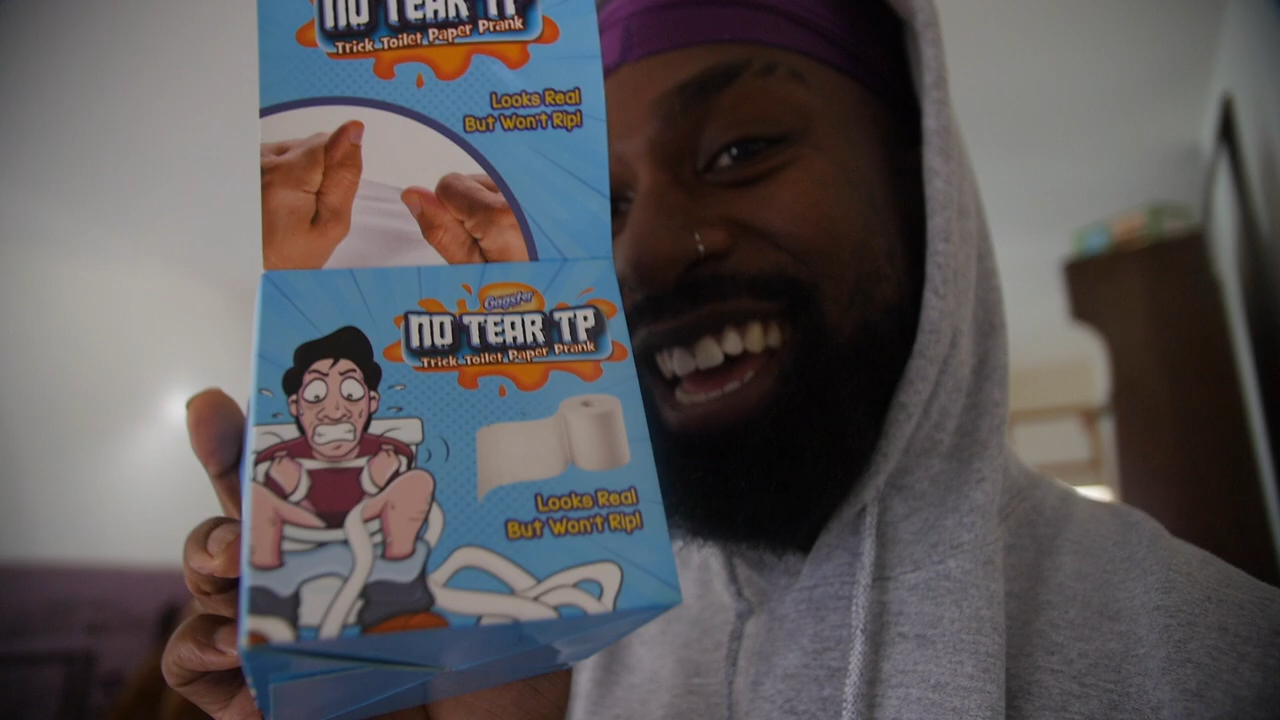 NO TEAR TP
Trick Toilet Paper Prank
Looks Real
But Won't Rip!
Gagster
NO TEAR TP
Trick Toilet Paper Prank
Looks Real
But Won't Rip!